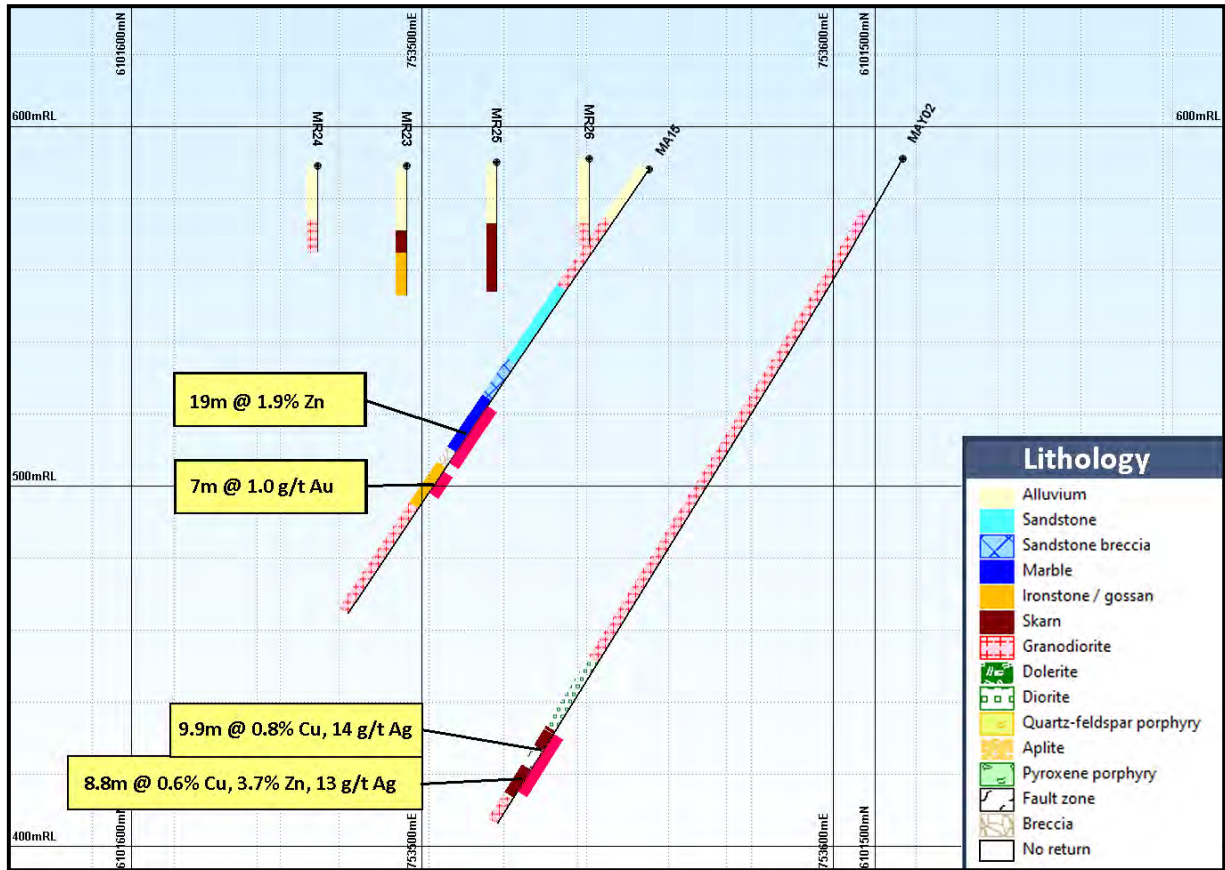 6101600mN
753500mE
753600mE
6101500mN
600mRL
600mRL
MR24
MR23
MR25
MR26
MA15
MAY02
19m @ 1.9% Zn
7m @ 1.0 g/t Au
500mRL
500mRL
9.9m @ 0.8% Cu, 14 g/t Ag
8.8m @ 0.6% Cu, 3.7% Zn, 13 g/t Ag
400mRL
6101600mN
753500mE
753600mE
6101500mN
Lithology
Alluvium
Sandstone
Sandstone breccia
Marble
Ironstone / gossan
Skarn
Granodiorite
Dolerite
Diorite
Quartz-feldspar porphyry
Aplite
Pyroxene porphyry
Fault zone
Breccia
No return